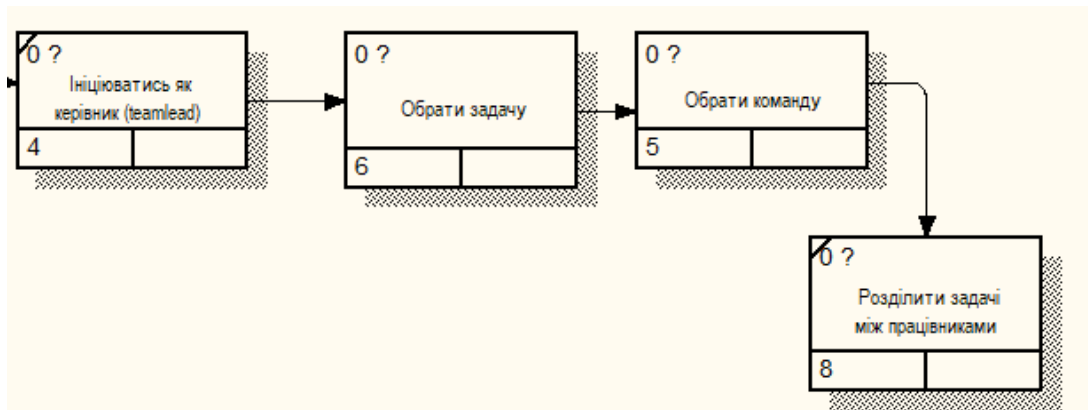 0 ?
Ініціюватись як
керівник (teamlead)
4
0 ?
Обрати задачу
6
0 ?
Обрати команду
5
0 ?
Розділити задачі
між працівниками
8